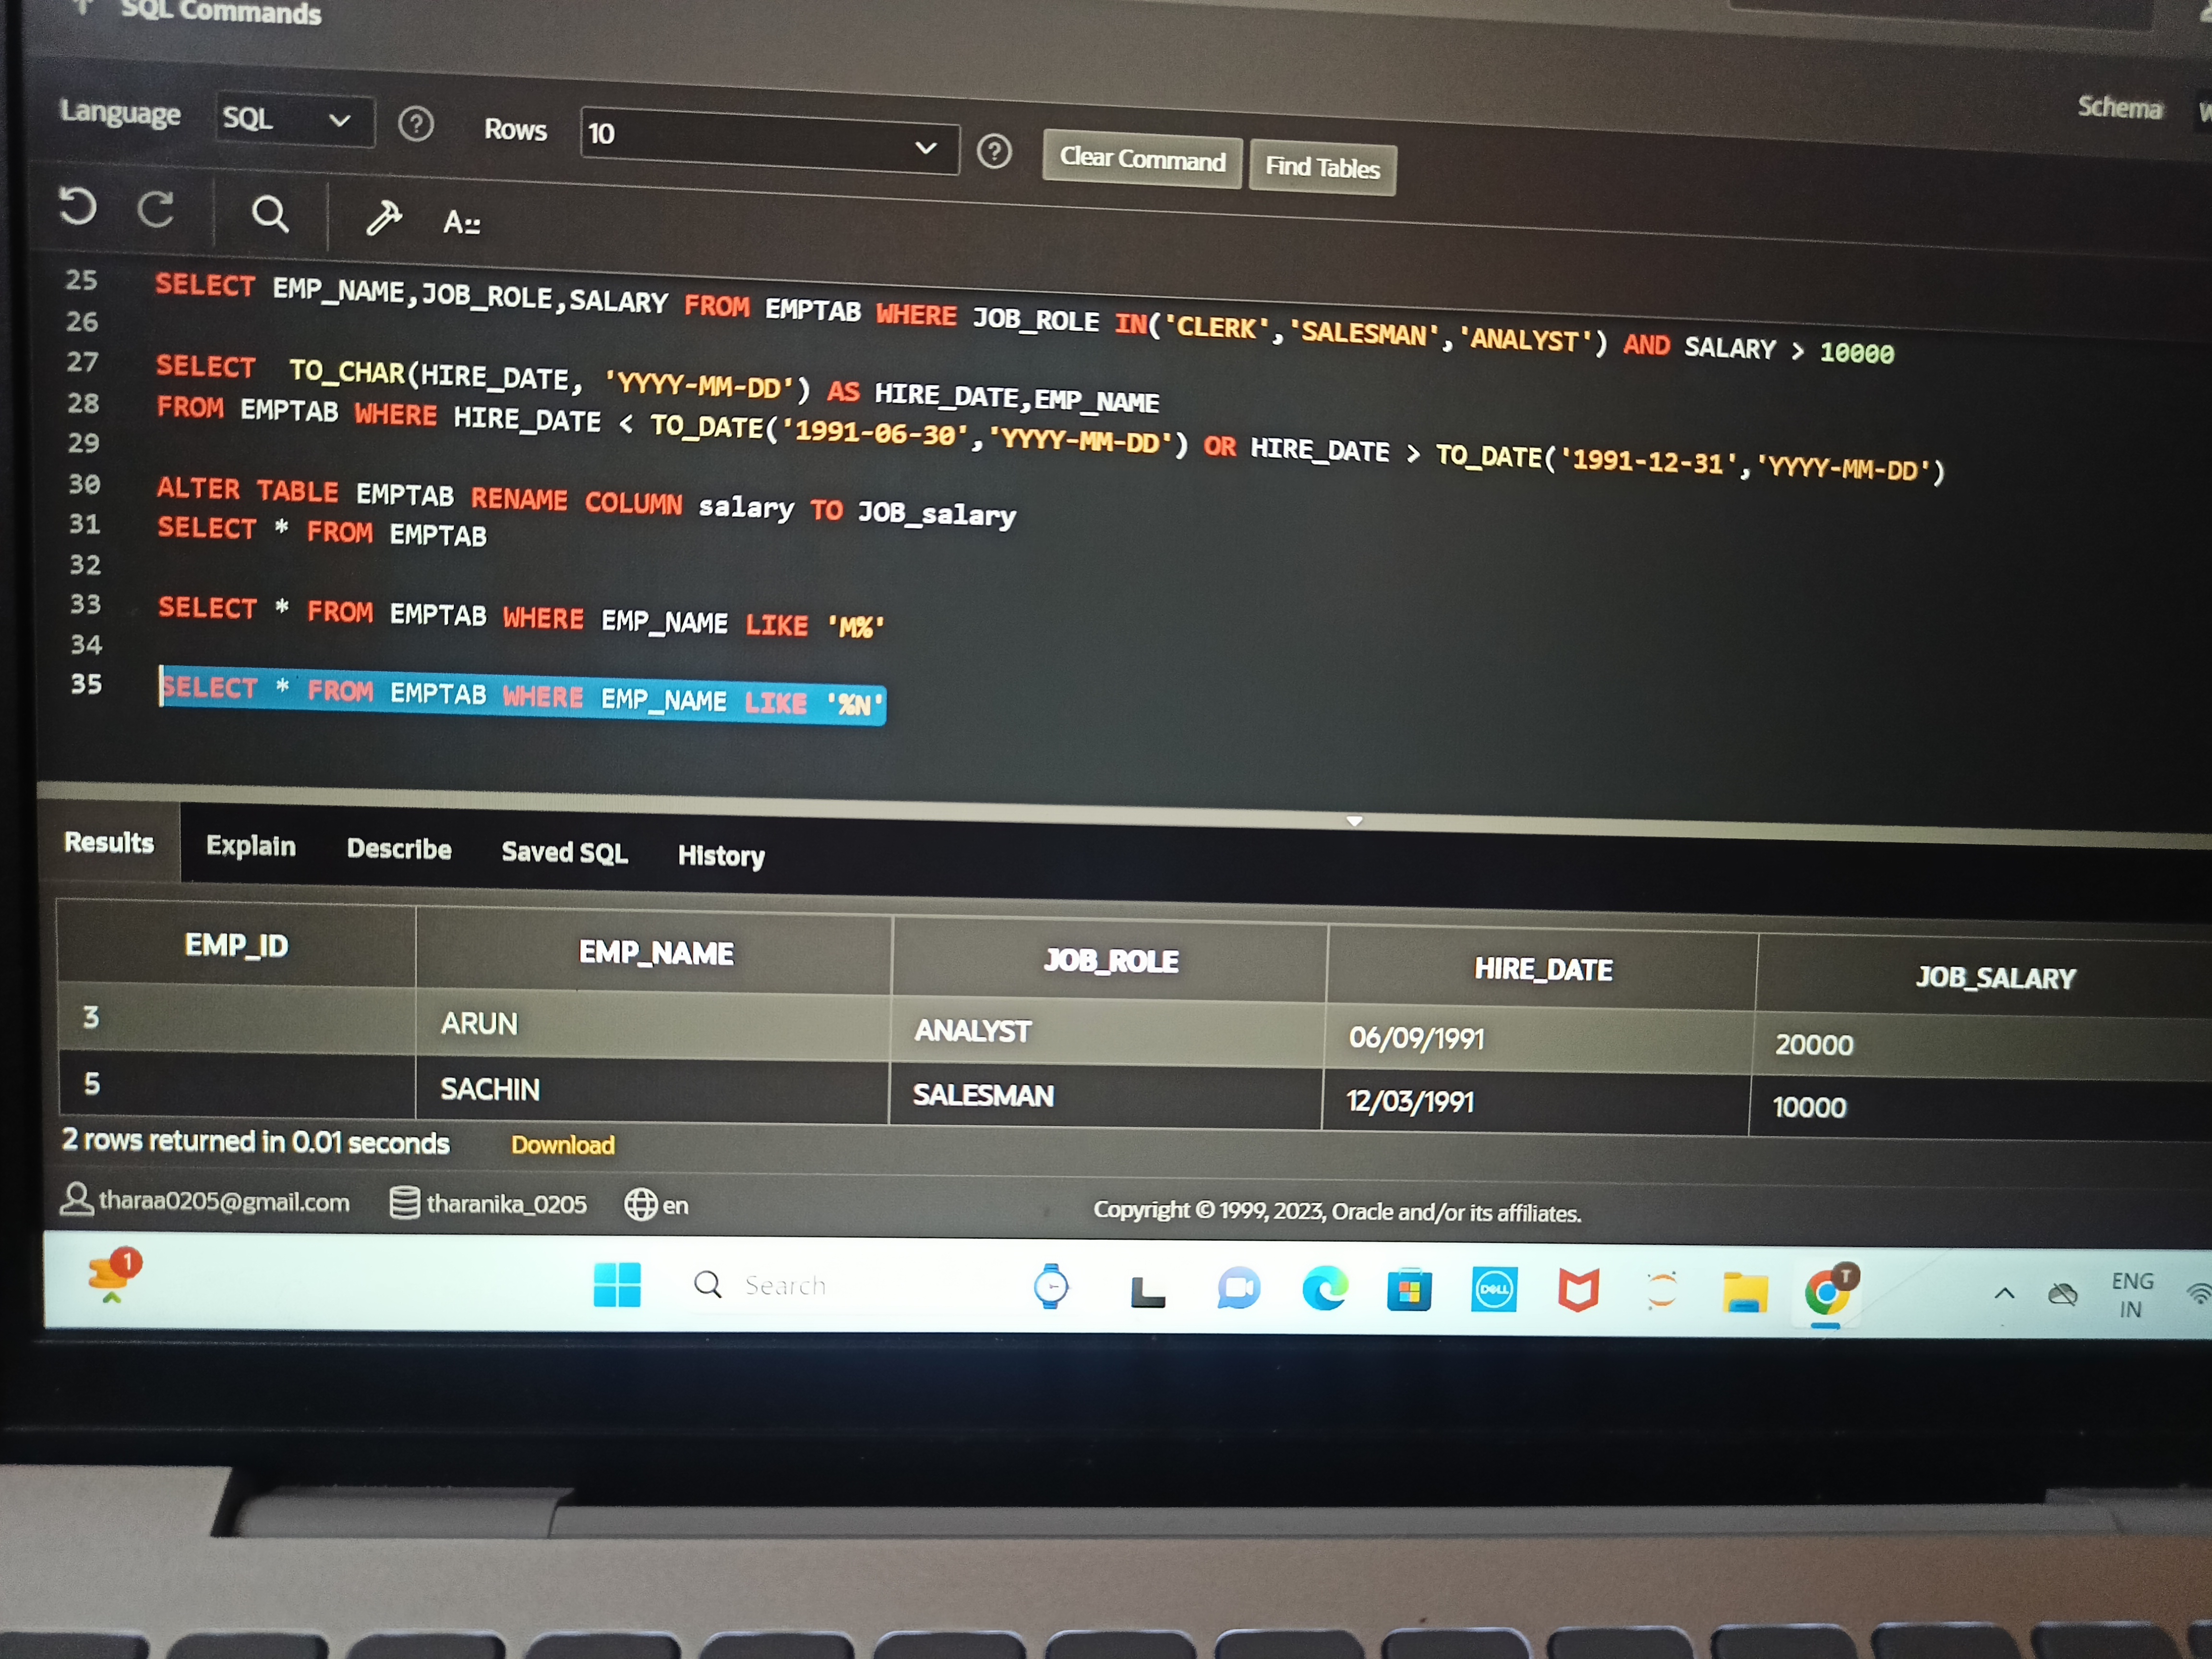 SQL Commands
Language SQL Rows 10 Clear Command Find Tables Schema
A::
25 SELECT EMP_NAME,JOB_ROLE,SALARY FROM EMPTAB WHERE JOB_ROLE IN('CLERK','SALESMAN','ANALYST') AND SALARY > 10000
26
27 SELECT  TO_CHAR(HIRE_DATE, 'YYYY-MM-DD') AS HIRE_DATE,EMP_NAME
28 FROM EMPTAB WHERE HIRE_DATE < TO_DATE('1991-06-30','YYYY-MM-DD') OR HIRE_DATE > TO_DATE('1991-12-31','YYYY-MM-DD')
29
30 ALTER TABLE EMPTAB RENAME COLUMN salary TO JOB_salary
31 SELECT * FROM EMPTAB
32
33 SELECT * FROM EMPTAB WHERE EMP_NAME LIKE 'M%'
34
35 SELECT * FROM EMPTAB WHERE EMP_NAME LIKE '%N'
Results Explain Describe Saved SQL History
EMP_ID EMP_NAME JOB_ROLE HIRE_DATE JOB_SALARY
3 ARUN ANALYST 06/09/1991 20000
5 SACHIN SALESMAN 12/03/1991 10000
2 rows returned in 0.01 seconds Download
tharaa0205@gmail.com tharanika_0205 en Copyright © 1999, 2023, Oracle and/or its affiliates.
1 Search DELL T ENG
IN